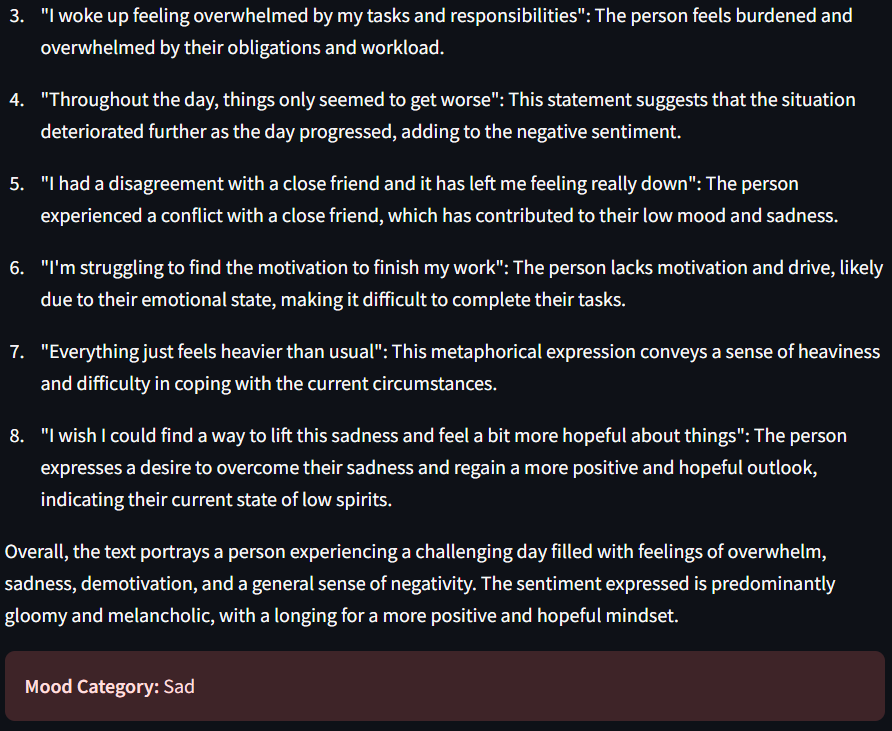 3. "I woke up feeling overwhelmed by my tasks and responsibilities": The person feels burdened and
overwhelmed by their obligations and workload.
4. "Throughout the day, things only seemed to get worse": This statement suggests that the situation
deteriorated further as the day progressed, adding to the negative sentiment.
5. "I had a disagreement with a close friend and it has left me feeling really down": The person
experienced a conflict with a close friend, which has contributed to their low mood and sadness.
6. "I'm struggling to find the motivation to finish my work": The person lacks motivation and drive, likely
due to their emotional state, making it difficult to complete their tasks.
7. "Everything just feels heavier than usual": This metaphorical expression conveys a sense of heaviness
and difficulty in coping with the current circumstances.
8. "I wish I could find a way to lift this sadness and feel a bit more hopeful about things": The person
expresses a desire to overcome their sadness and regain a more positive and hopeful outlook,
indicating their current state of low spirits.
Overall, the text portrays a person experiencing a challenging day filled with feelings of overwhelm,
sadness, demotivation, and a general sense of negativity. The sentiment expressed is predominantly
gloomy and melancholic, with a longing for a more positive and hopeful mindset.
Mood Category: Sad